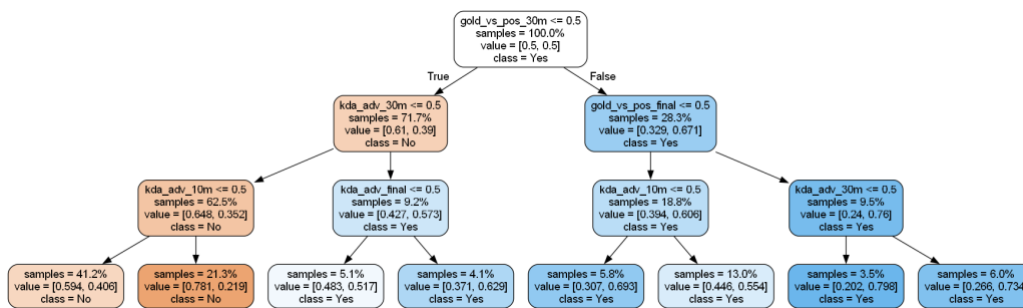 gold_vs_pos_30m <= 0.5
samples = 100.0%
value = [0.5, 0.5]
class = Yes
True
False
kda_adv_30m <= 0.5
samples = 71.7%
value = [0.61, 0.39]
class = No
gold_vs_pos_final <= 0.5
samples = 28.3%
value = [0.329, 0.671]
class = Yes
kda_adv_10m <= 0.5
samples = 62.5%
value = [0.648, 0.352]
class = No
kda_adv_final <= 0.5
samples = 9.2%
value = [0.427, 0.573]
class = Yes
kda_adv_10m <= 0.5
samples = 18.8%
value = [0.394, 0.606]
class = Yes
kda_adv_30m <= 0.5
samples = 9.5%
value = [0.24, 0.76]
class = Yes
samples = 41.2%
value = [0.594, 0.406]
class = No
samples = 21.3%
value = [0.781, 0.219]
class = No
samples = 5.1%
value = [0.483, 0.517]
class = Yes
samples = 4.1%
value = [0.371, 0.629]
class = Yes
samples = 5.8%
value = [0.307, 0.693]
class = Yes
samples = 13.0%
value = [0.446, 0.554]
class = Yes
samples = 3.5%
value = [0.202, 0.798]
class = Yes
samples = 6.0%
value = [0.266, 0.734]
class = Yes